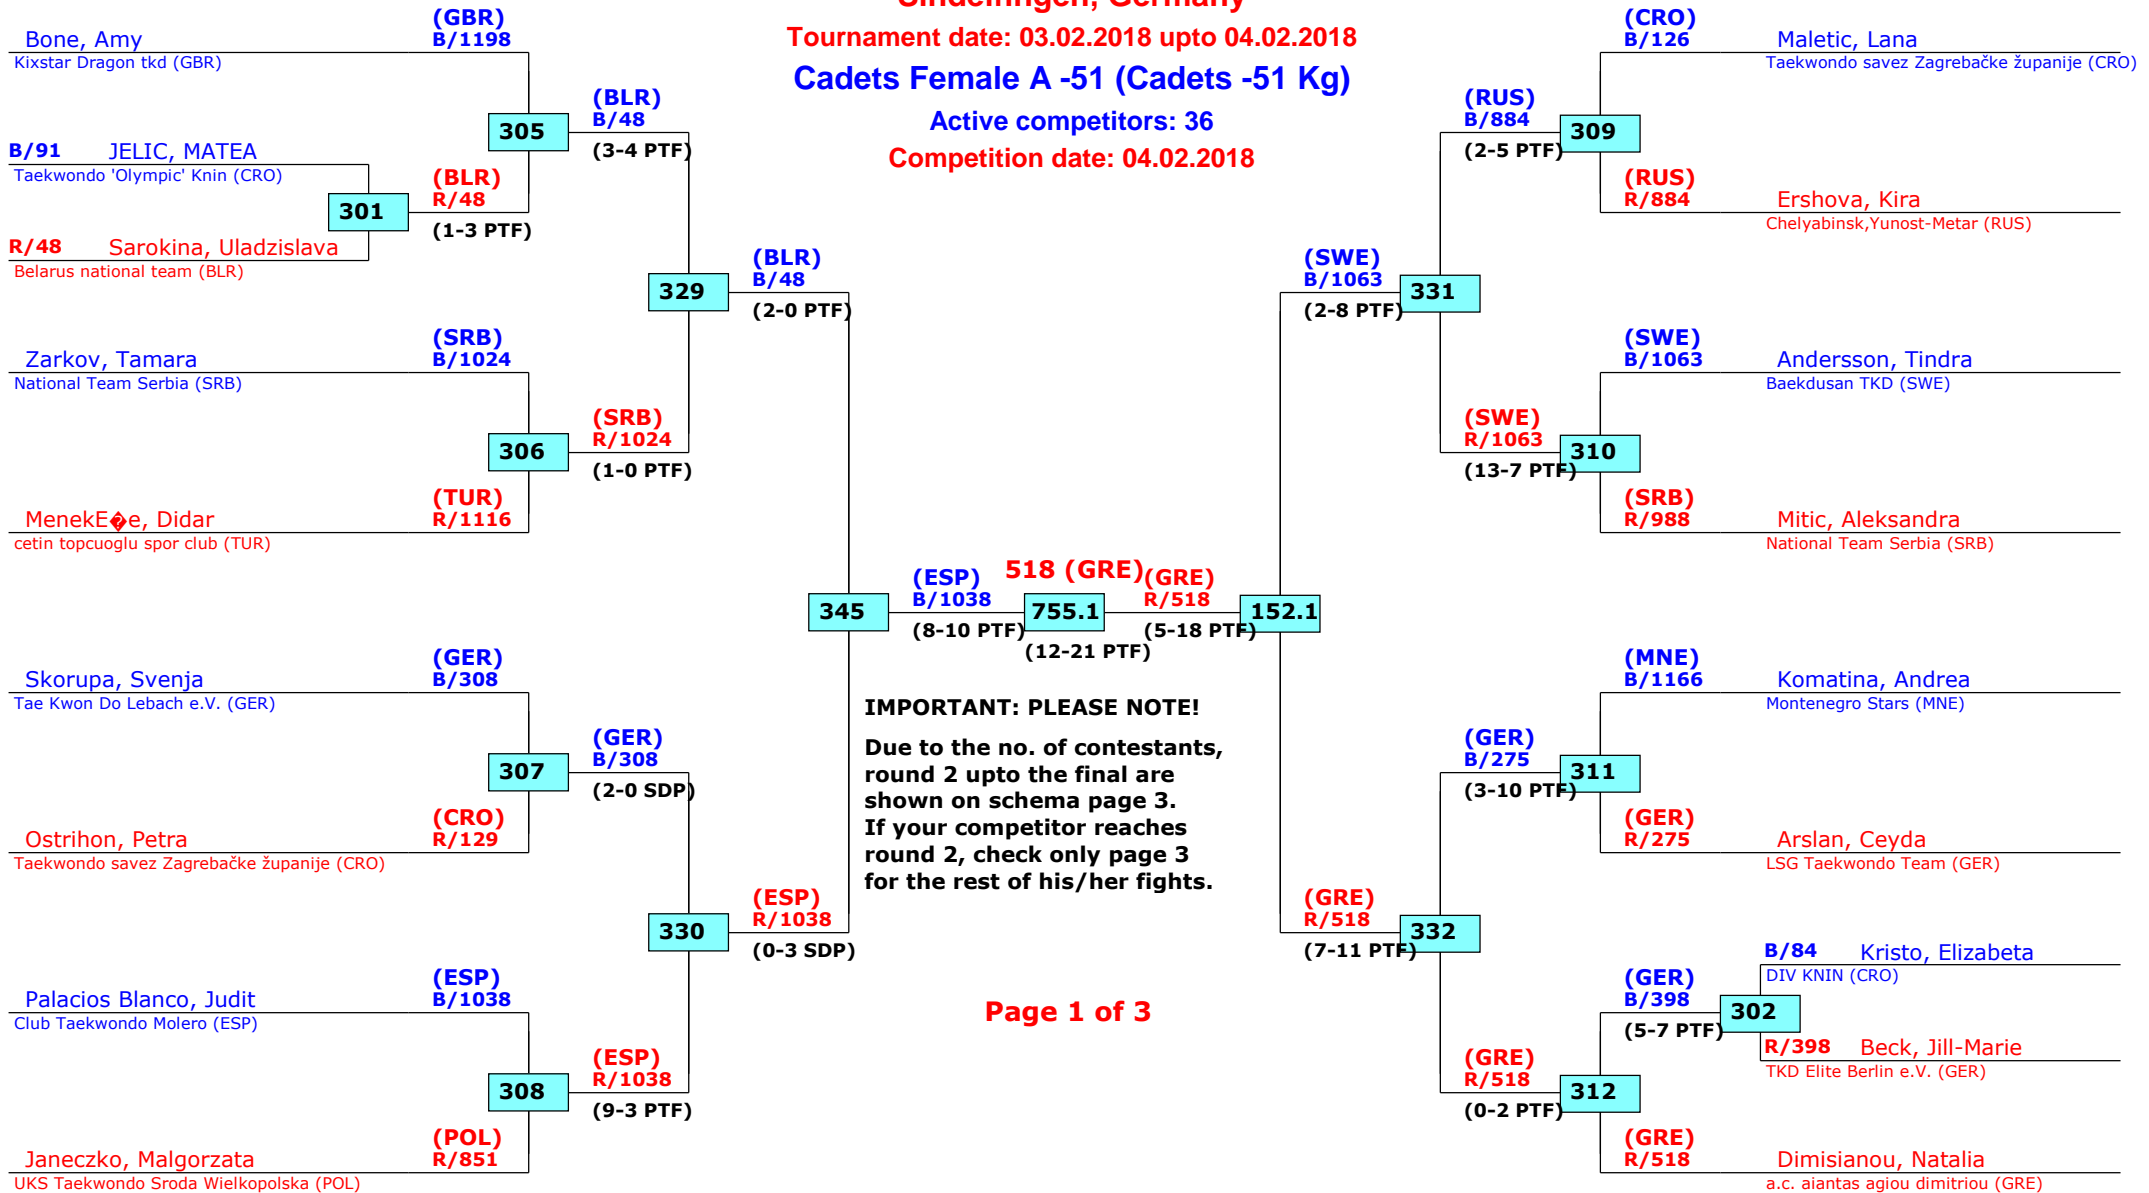 Sindelfingen, Germany
Tournament date: 03.02.2018 upto 04.02.2018
Cadets Female A -51 (Cadets -51 Kg)
Active competitors: 36
Competition date: 04.02.2018
(GBR)
Bone, Amy B/1198
Kixstar Dragon tkd (GBR)
(BLR)
B/48
305
(3-4 PTF)
B/91 JELIC, MATEA
Taekwondo 'Olympic' Knin (CRO)
(BLR)
R/48
301
(1-3 PTF)
R/48 Sarokina, Uladzislava
Belarus national team (BLR)
(BLR)
B/48
329
(2-0 PTF)
(SRB)
Zarkov, Tamara B/1024
National Team Serbia (SRB)
(SRB)
R/1024
306
(1-0 PTF)
(TUR)
MenekE�e, Didar R/1116
cetin topcuoglu spor club (TUR)
345
(ESP)
B/1038
(8-10 PTF)
518 (GRE)
755.1
(12-21 PTF)
(GRE)
R/518
(5-18 PTF)
152.1
(GER)
Skorupa, Svenja B/308
Tae Kwon Do Lebach e.V. (GER)
(GER)
B/308
307
(2-0 SDP)
(CRO)
Ostrihon, Petra R/129
Taekwondo savez Zagrebačke županije (CRO)
(ESP)
R/1038
330
(0-3 SDP)
(ESP)
Palacios Blanco, Judit B/1038
Club Taekwondo Molero (ESP)
(ESP)
R/1038
308
(9-3 PTF)
(POL)
Janeczko, Malgorzata R/851
UKS Taekwondo Sroda Wielkopolska (POL)
IMPORTANT: PLEASE NOTE!
Due to the no. of contestants,
round 2 upto the final are
shown on schema page 3.
If your competitor reaches
round 2, check only page 3
for the rest of his/her fights.
Page 1 of 3
(CRO)
B/126 Maletic, Lana
Taekwondo savez Zagrebačke županije (CRO)
(RUS)
B/884
309
(2-5 PTF)
(RUS)
R/884 Ershova, Kira
Chelyabinsk,Yunost-Metar (RUS)
(SWE)
B/1063
331
(2-8 PTF)
(SWE)
B/1063 Andersson, Tindra
Baekdusan TKD (SWE)
(SWE)
R/1063
310
(13-7 PTF)
(SRB)
R/988 Mitic, Aleksandra
National Team Serbia (SRB)
(MNE)
B/1166 Komatina, Andrea
Montenegro Stars (MNE)
(GER)
B/275
311
(3-10 PTF)
(GER)
R/275 Arslan, Ceyda
LSG Taekwondo Team (GER)
(GRE)
R/518
332
(7-11 PTF)
B/84 Kristo, Elizabeta
DIV KNIN (CRO)
(GER)
B/398
302
(5-7 PTF)
R/398 Beck, Jill-Marie
TKD Elite Berlin e.V. (GER)
(GRE)
R/518
312
(0-2 PTF)
(GRE)
R/518 Dimisianou, Natalia
a.c. aiantas agiou dimitriou (GRE)